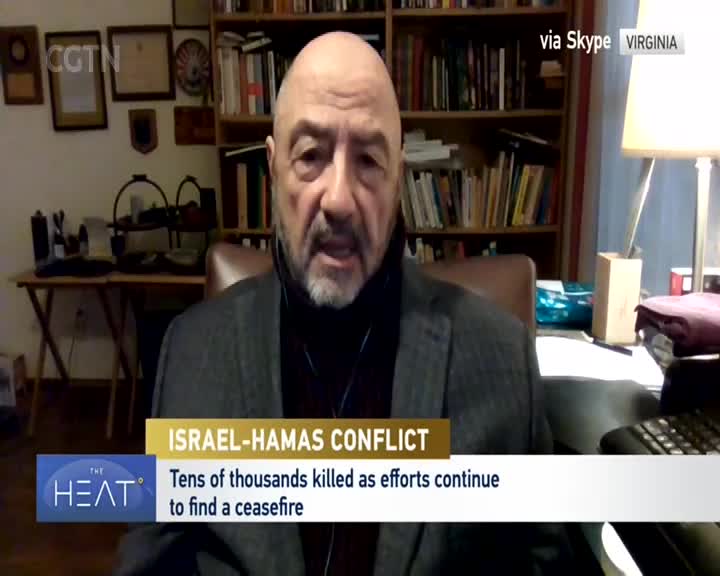 CGTN
via Skype
VIRGINIA
ISRAEL-HAMAS CONFLICT
THE
HEAT
Tens of thousands killed as efforts continue
to find a ceasefire